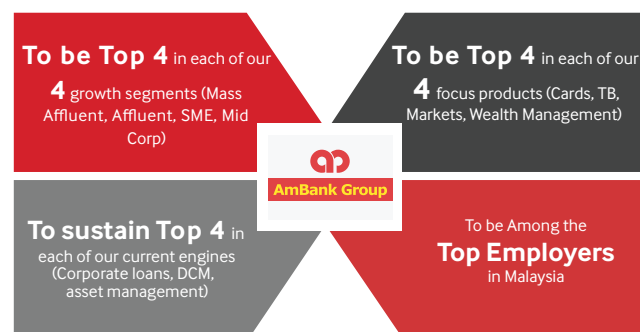 To be Top 4 in each of our
4 growth segments (Mass
Affluent, Affluent, SME, Mid
Corp)
To be Top 4 in each of our
4 focus products (Cards, TB,
Markets, Wealth Management)
AmBank Group
To sustain Top 4 in
each of our current engines
(Corporate loans, DCM,
asset management)
To be Among the
Top Employers
in Malaysia